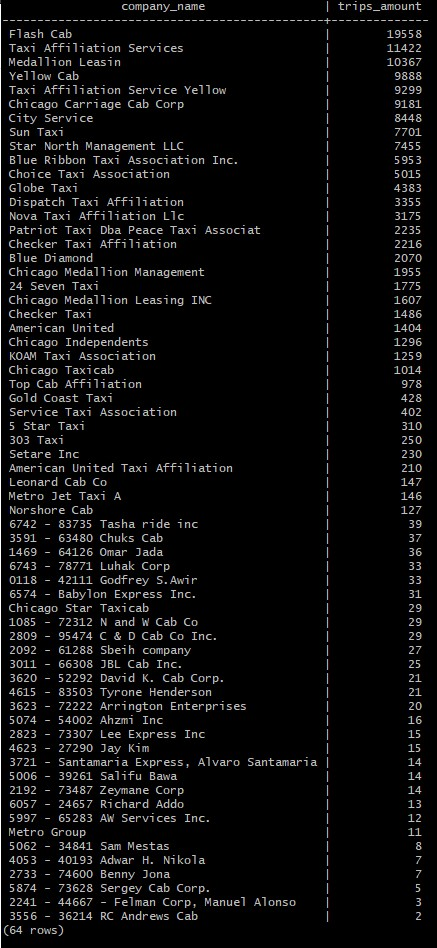 company_name | trips_amount
--------------------------------------------+--------------
Flash Cab | 19558
Taxi Affiliation Services | 11422
Medallion Leasin | 10367
Yellow Cab | 9888
Taxi Affiliation Service Yellow | 9299
Chicago Carriage Cab Corp | 9181
City Service | 8448
Sun Taxi | 7701
Star North Management LLC | 7455
Blue Ribbon Taxi Association Inc. | 5953
Choice Taxi Association | 5015
Globe Taxi | 4383
Dispatch Taxi Affiliation | 3355
Nova Taxi Affiliation Llc | 3175
Patriot Taxi Dba Peace Taxi Associat | 2235
Checker Taxi Affiliation | 2216
Blue Diamond | 2070
Chicago Medallion Management | 1955
24 Seven Taxi | 1775
Chicago Medallion Leasing INC | 1607
Checker Taxi | 1486
American United | 1404
Chicago Independents | 1296
KOAM Taxi Association | 1259
Chicago Taxicab | 1014
Top Cab Affiliation | 978
Gold Coast Taxi | 428
Service Taxi Association | 402
5 Star Taxi | 310
303 Taxi | 250
Setare Inc | 230
American United Taxi Affiliation | 210
Leonard Cab Co | 147
Metro Jet Taxi A | 146
Norshore Cab | 127
6742 - 83735 Tasha ride inc | 39
3591 - 63480 Chuks Cab | 37
1469 - 64126 Omar Jada | 36
6743 - 78771 Luhak Corp | 33
0118 - 42111 Godfrey S.Awir | 33
6574 - Babylon Express Inc. | 31
Chicago Star Taxicab | 29
1085 - 72312 N and W Cab Co | 29
2809 - 95474 C & D Cab Co Inc. | 29
2092 - 61288 Sbeih company | 27
3011 - 66308 JBL Cab Inc. | 25
3620 - 52292 David K. Cab Corp. | 21
4615 - 83503 Tyrone Henderson | 21
3623 - 72222 Arrington Enterprises | 20
5074 - 54002 Ahzmi Inc | 16
2823 - 73307 Lee Express Inc | 15
4623 - 27290 Jay Kim | 15
3721 - Santamaria Express, Alvaro Santamaria | 14
5006 - 39261 Salifu Bawa | 14
2192 - 73487 Zeymane Corp | 14
6057 - 24657 Richard Addo | 13
5997 - 65283 AW Services Inc. | 12
Metro Group | 11
5062 - 34841 Sam Mestas | 8
4053 - 40193 Adwar H. Nikola | 7
2733 - 74600 Benny Jona | 7
5874 - 73628 Sergey Cab Corp. | 5
2241 - 44667 - Felman Corp, Manuel Alonso | 3
3556 - 36214 RC Andrews Cab | 2
(64 rows)